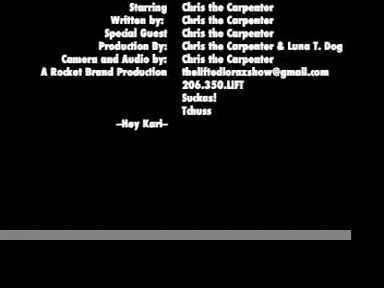 Starring Chris the Carpenter
Written by: Chris the Carpenter
Special Guest Chris the Carpenter
Production By: Chris the Carpenter & Luna T. Dog
Camera and Audio by: Chris the Carpenter
A Rocket Brand Production theliftedloraxshow@gmail.com
206.350.LIFT
Suckas!
Tchuss
--Hey Kari--